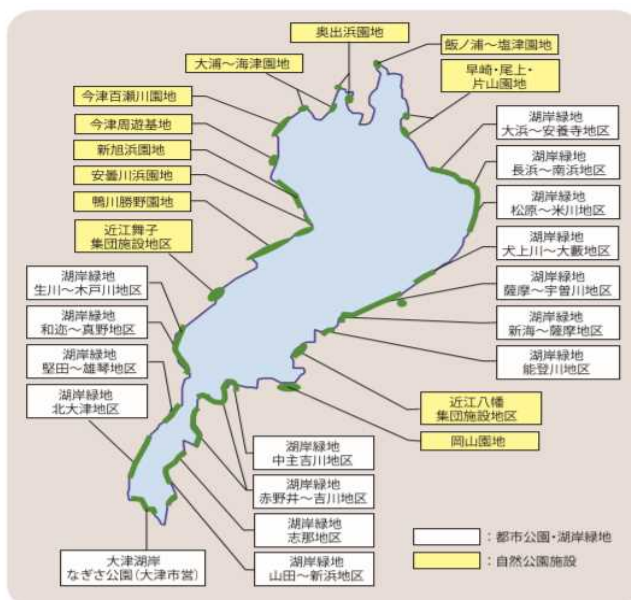 奥出浜園地
飯ノ浦～塩津園地
大浦～海津園地
早崎・尾上・
片山園地
今津百瀬川園地
今津周遊基地
新旭浜園地
安曇川浜園地
鴨川勝野園地
近江舞子
集団施設地区
湖岸緑地
生川～木戸川地区
湖岸緑地
和迩～真野地区
湖岸緑地
堅田～雄琴地区
湖岸緑地
北大津地区
湖岸緑地
大浜～安養寺地区
湖岸緑地
長浜～南浜地区
湖岸緑地
松原～米川地区
湖岸緑地
犬上川～大藪地区
湖岸緑地
薩摩～宇曽川地区
湖岸緑地
新海～薩摩地区
湖岸緑地
能登川地区
近江八幡
集団施設地区
岡山園地
湖岸緑地
中主吉川地区
湖岸緑地
赤野井～吉川地区
湖岸緑地
志那地区
湖岸緑地
山田～新浜地区
大津湖岸
なぎさ公園(大津市営)
：都市公園・湖岸緑地
：自然公園施設